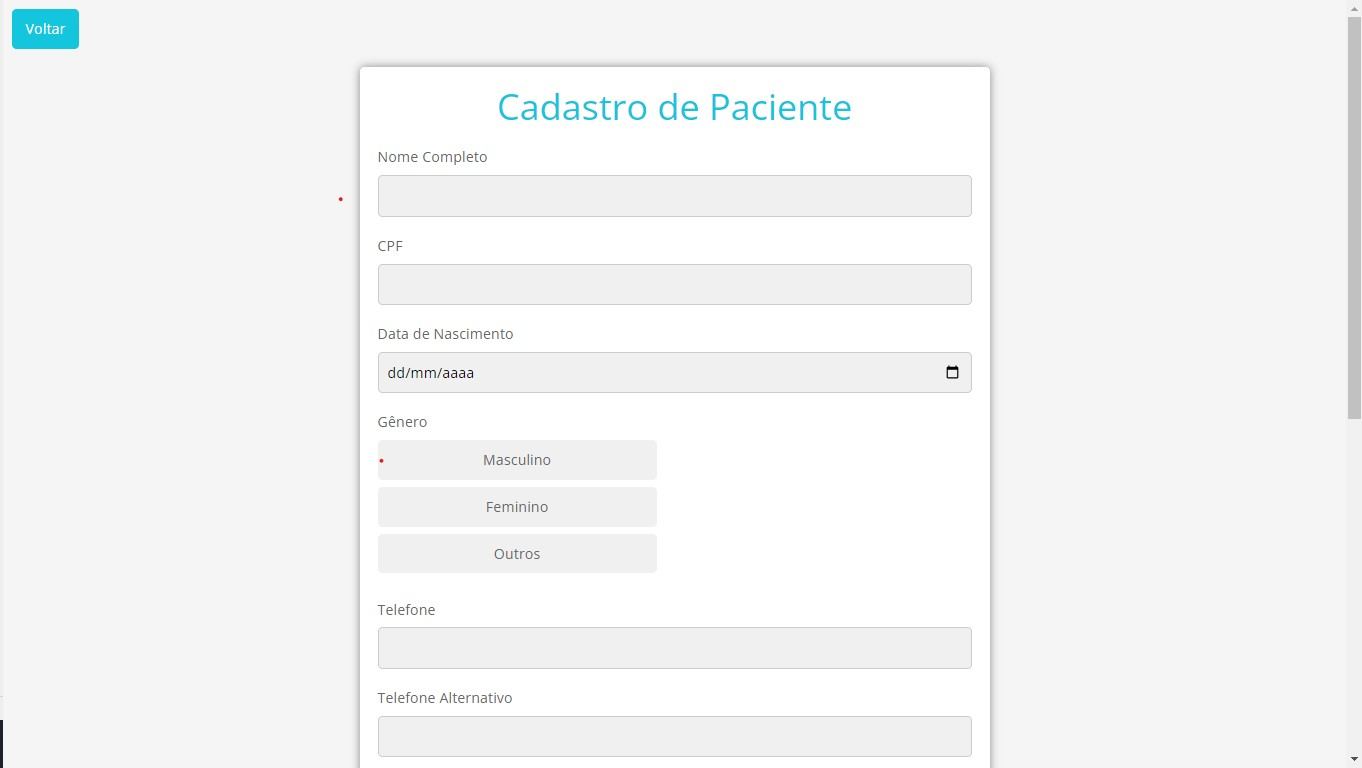 Voltar
Cadastro de Paciente
Nome Completo
CPF
Data de Nascimento
dd/mm/aaaa
Gênero
Masculino
Feminino
Outros
Telefone
Telefone Alternativo